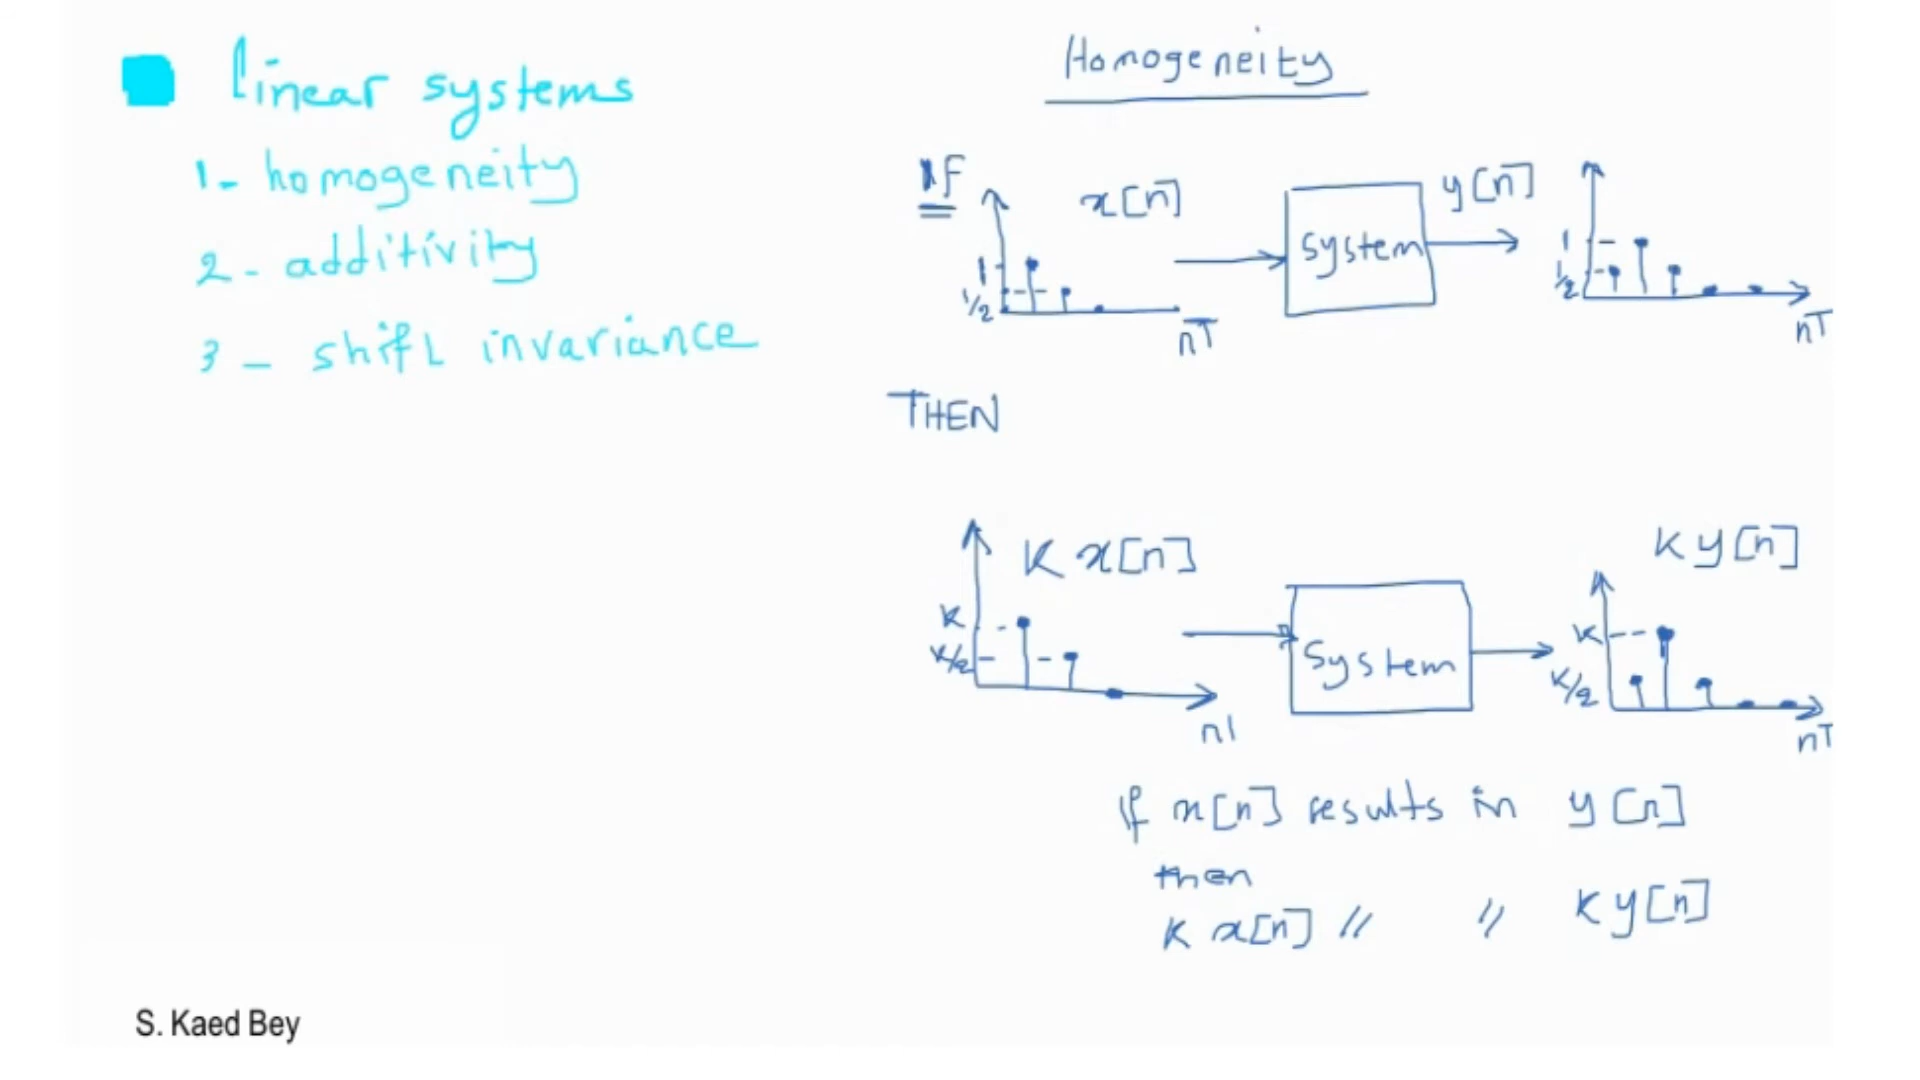 linear systems
1- homogeneity
2- additivity
3- shift invariance
Homogeneity
IF
x[n]
system
y[n]
1
1/2
nT
1
1/2
nT
THEN
K x[n]
K
K/2
nT
System
K y[n]
K
K/2
nT
If x[n] results in y[n]
then
K x[n] // // K y[n]
S. Kaed Bey